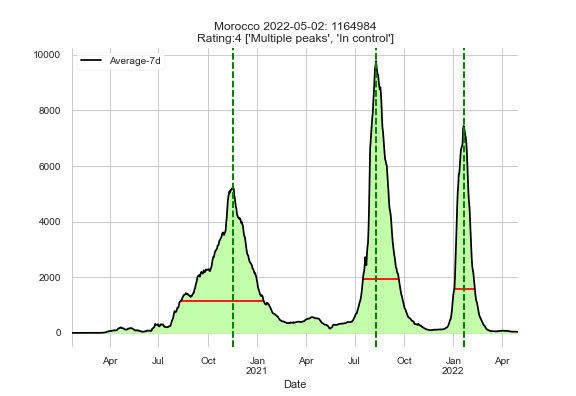 Morocco 2022-05-02: 1164984
Rating:4 ['Multiple peaks', 'In control']
Average-7d
10000
8000
6000
4000
2000
0
Apr Jul Oct Jan Apr Jul Oct Jan Apr
2021 2022
Date